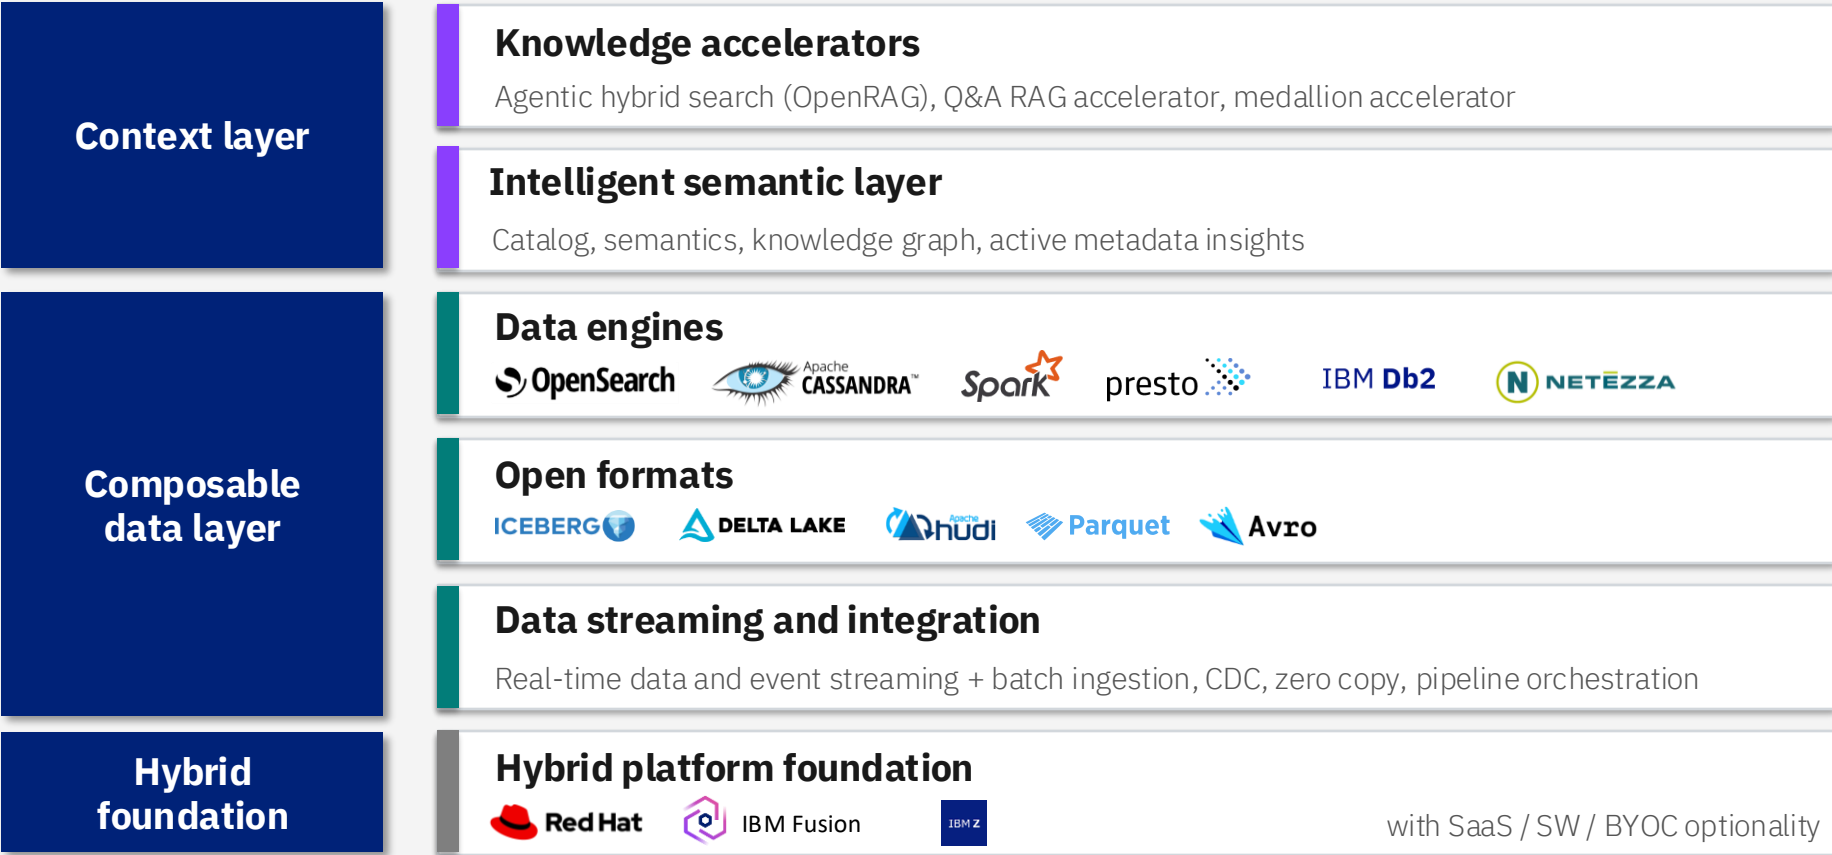 Context layer
Knowledge accelerators
Agentic hybrid search (OpenRAG), Q&A RAG accelerator, medallion accelerator
Intelligent semantic layer
Catalog, semantics, knowledge graph, active metadata insights
Composable
data layer
Data engines
OpenSearch
Apache
CASSANDRA™
Spark
presto
IBM Db2
N NETĒZZA
Open formats
ICEBERG
DELTA LAKE
Apache
hudi
Parquet
Avro
Data streaming and integration
Real-time data and event streaming + batch ingestion, CDC, zero copy, pipeline orchestration
Hybrid
foundation
Hybrid platform foundation
Red Hat
IBM Fusion
IBM Z
with SaaS / SW / BYOC optionality